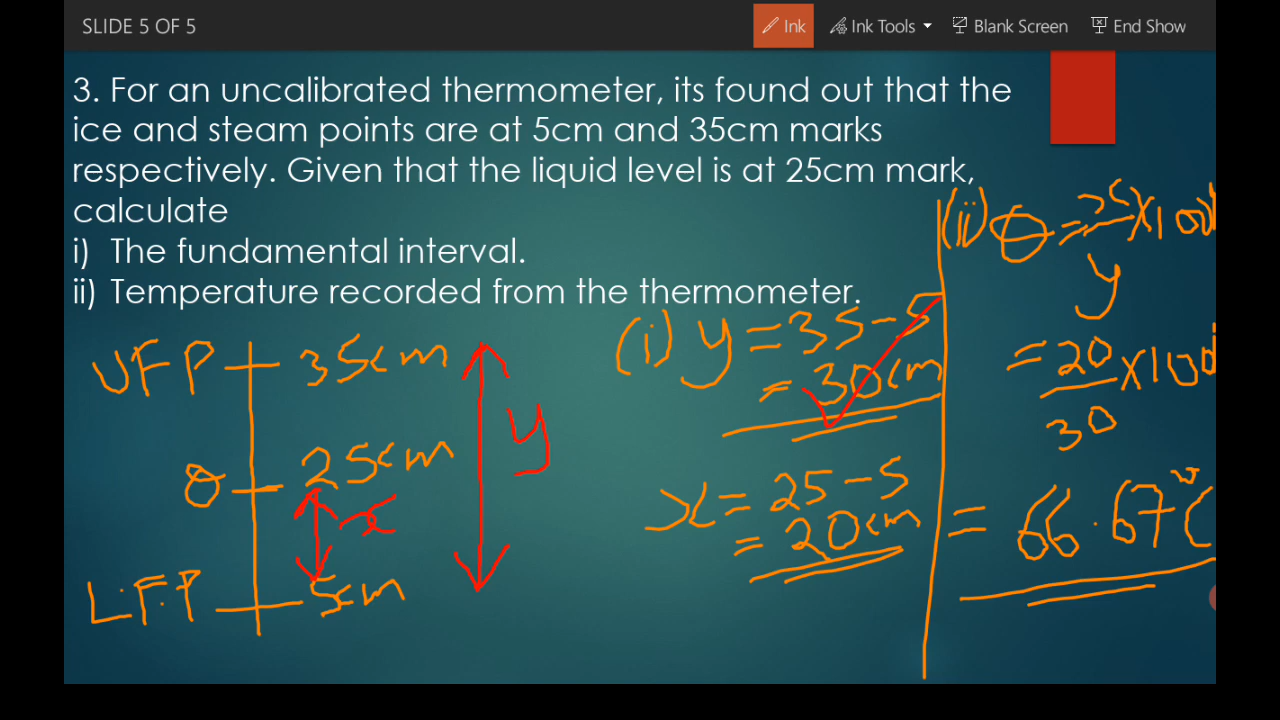 SLIDE 5 OF 5
Ink
Ink Tools
Blank Screen
End Show
3. For an uncalibrated thermometer, its found out that the
ice and steam points are at 5cm and 35cm marks
respectively. Given that the liquid level is at 25cm mark,
calculate
i) The fundamental interval.
ii) Temperature recorded from the thermometer.
UFP 35cm
θ 25cm
L.F.P 5cm
x
y
(i) y = 35 - 5
= 30cm
x = 25 - 5
= 20cm
(ii) θ = x/y × 100
= 20/30 × 100
= 66.67°C